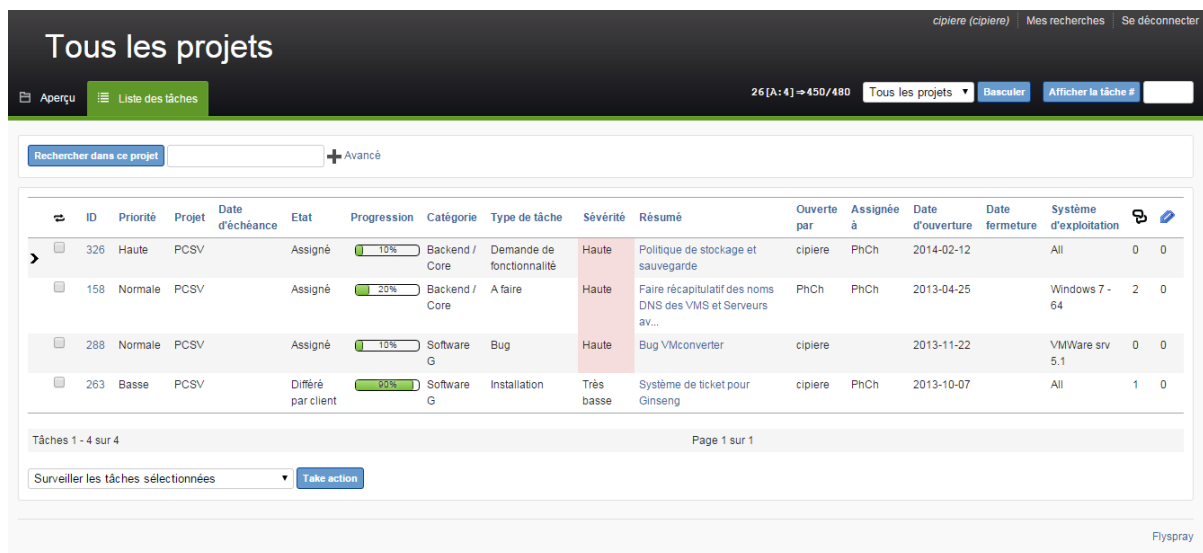 cipiere (cipiere) Mes recherches Se déconnecter
Tous les projets
Aperçu Liste des tâches 26[A:4]⇒450/480 Tous les projets Basculer Afficher la tâche #
Rechercher dans ce projet Avancé
ID Priorité Projet Date d'échéance Etat Progression Catégorie Type de tâche Sévérité Résumé Ouverte par Assignée à Date d'ouverture Date fermeture Système d'exploitation
326 Haute PCSV Assigné 10% Backend / Core Demande de fonctionnalité Haute Politique de stockage et sauvegarde cipiere PhCh 2014-02-12 All 0 0
158 Normale PCSV Assigné 20% Backend / Core A faire Haute Faire récapitulatif des noms DNS des VMS et Serveurs av... PhCh PhCh 2013-04-25 Windows 7 - 64 2 0
288 Normale PCSV Assigné 10% Software G Bug Haute Bug VMconverter cipiere 2013-11-22 VMWare srv 5.1 0 0
263 Basse PCSV Différé par client 90% Software G Installation Très basse Système de ticket pour Ginseng cipiere PhCh 2013-10-07 All 1 0
Tâches 1 - 4 sur 4 Page 1 sur 1
Surveiller les tâches sélectionnées Take action
Flyspray